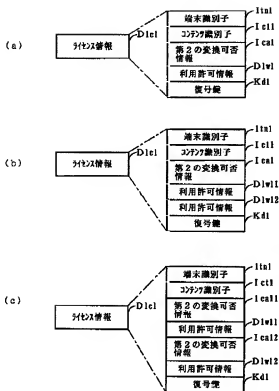 (a)
ライセンス情報
Dlc1
端末識別子
Itn1
コンテンツ識別子
Ict1
第2の変換可否
情報
Ica1
利用許可情報
Dlw1
復号鍵
Kd1
(b)
ライセンス情報
Dlc1
端末識別子
Itn1
コンテンツ識別子
Ict1
第2の変換可否
情報
Ica1
利用許可情報
Dlw11
利用許可情報
Dlw12
復号鍵
Kd1
(c)
ライセンス情報
Dlc1
端末識別子
Itn1
コンテンツ識別子
Ict1
第2の変換可否
情報
Ica11
利用許可情報
Dlw11
第2の変換可否
情報
Ica12
利用許可情報
Dlw12
復号鍵
Kd1